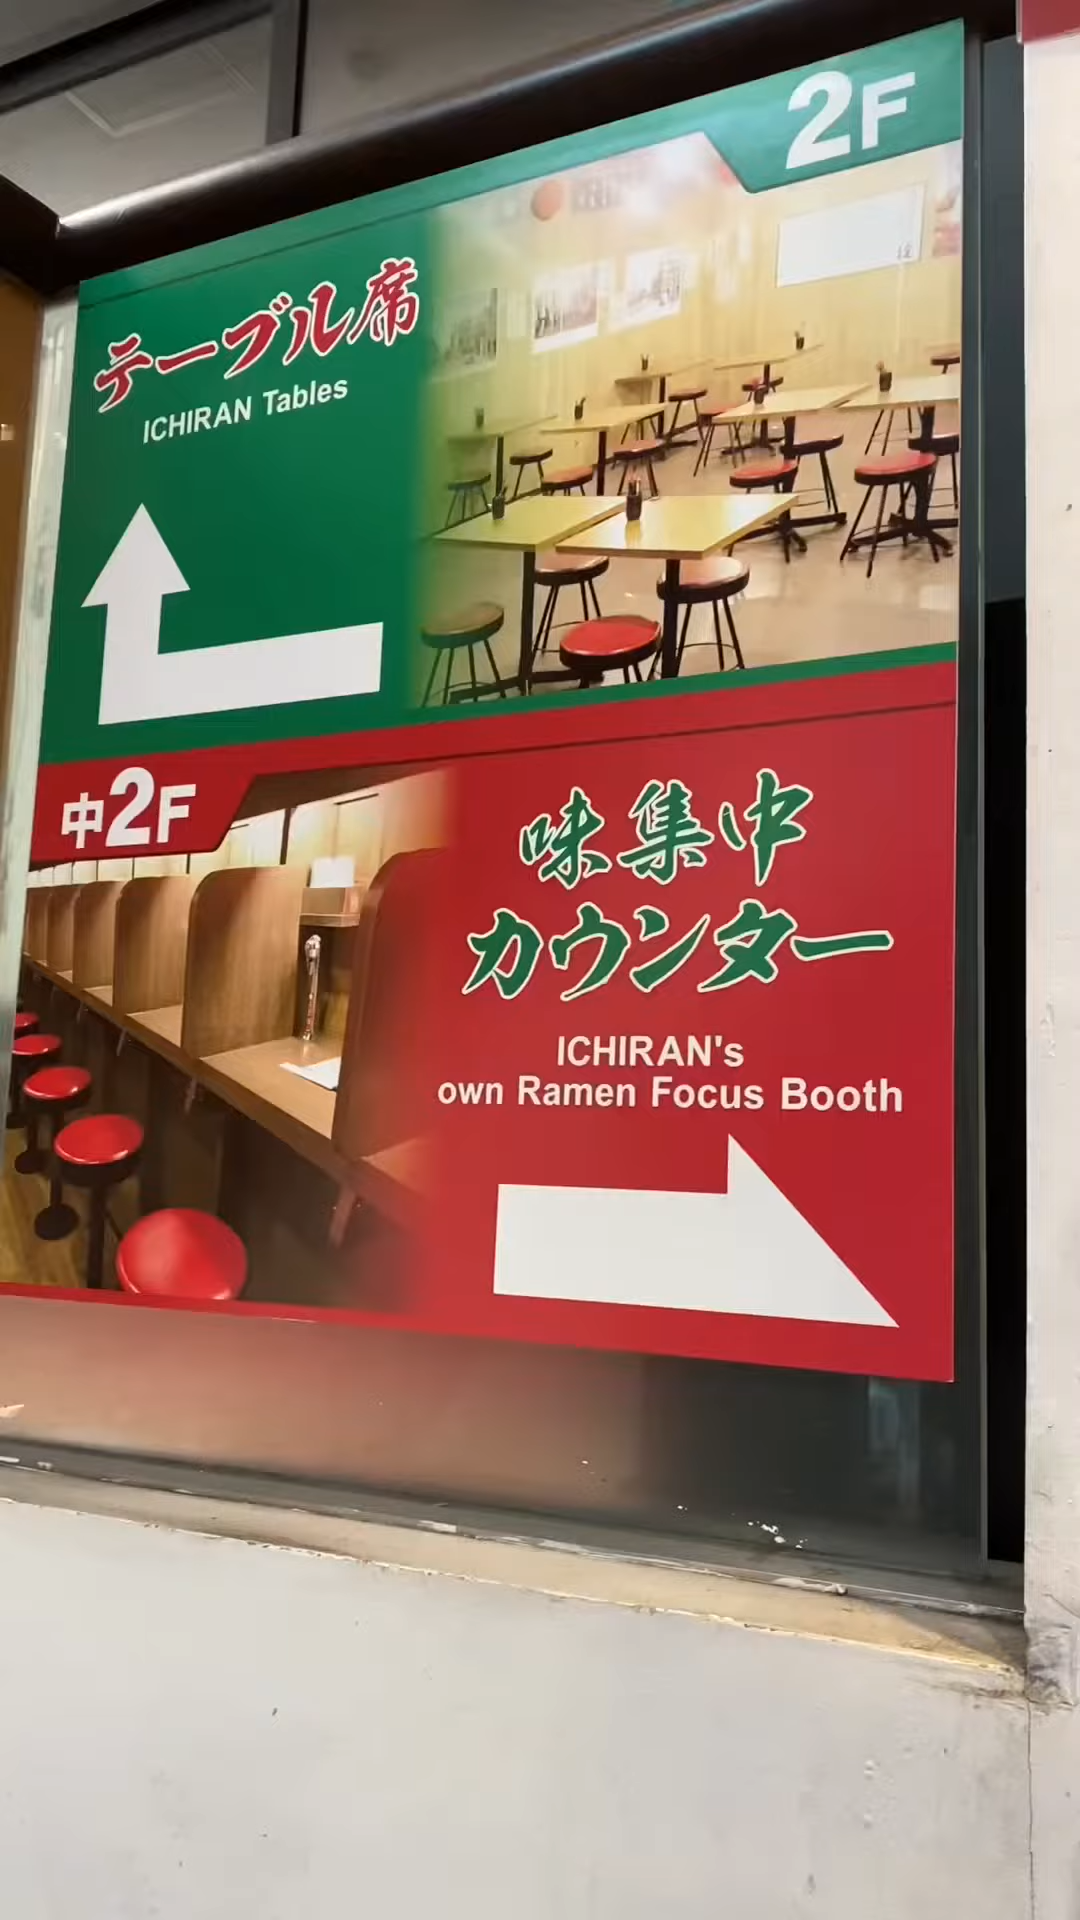 2F
テーブル席
ICHIRAN Tables
中2F
味集中
カウンター
ICHIRAN's
own Ramen Focus Booth